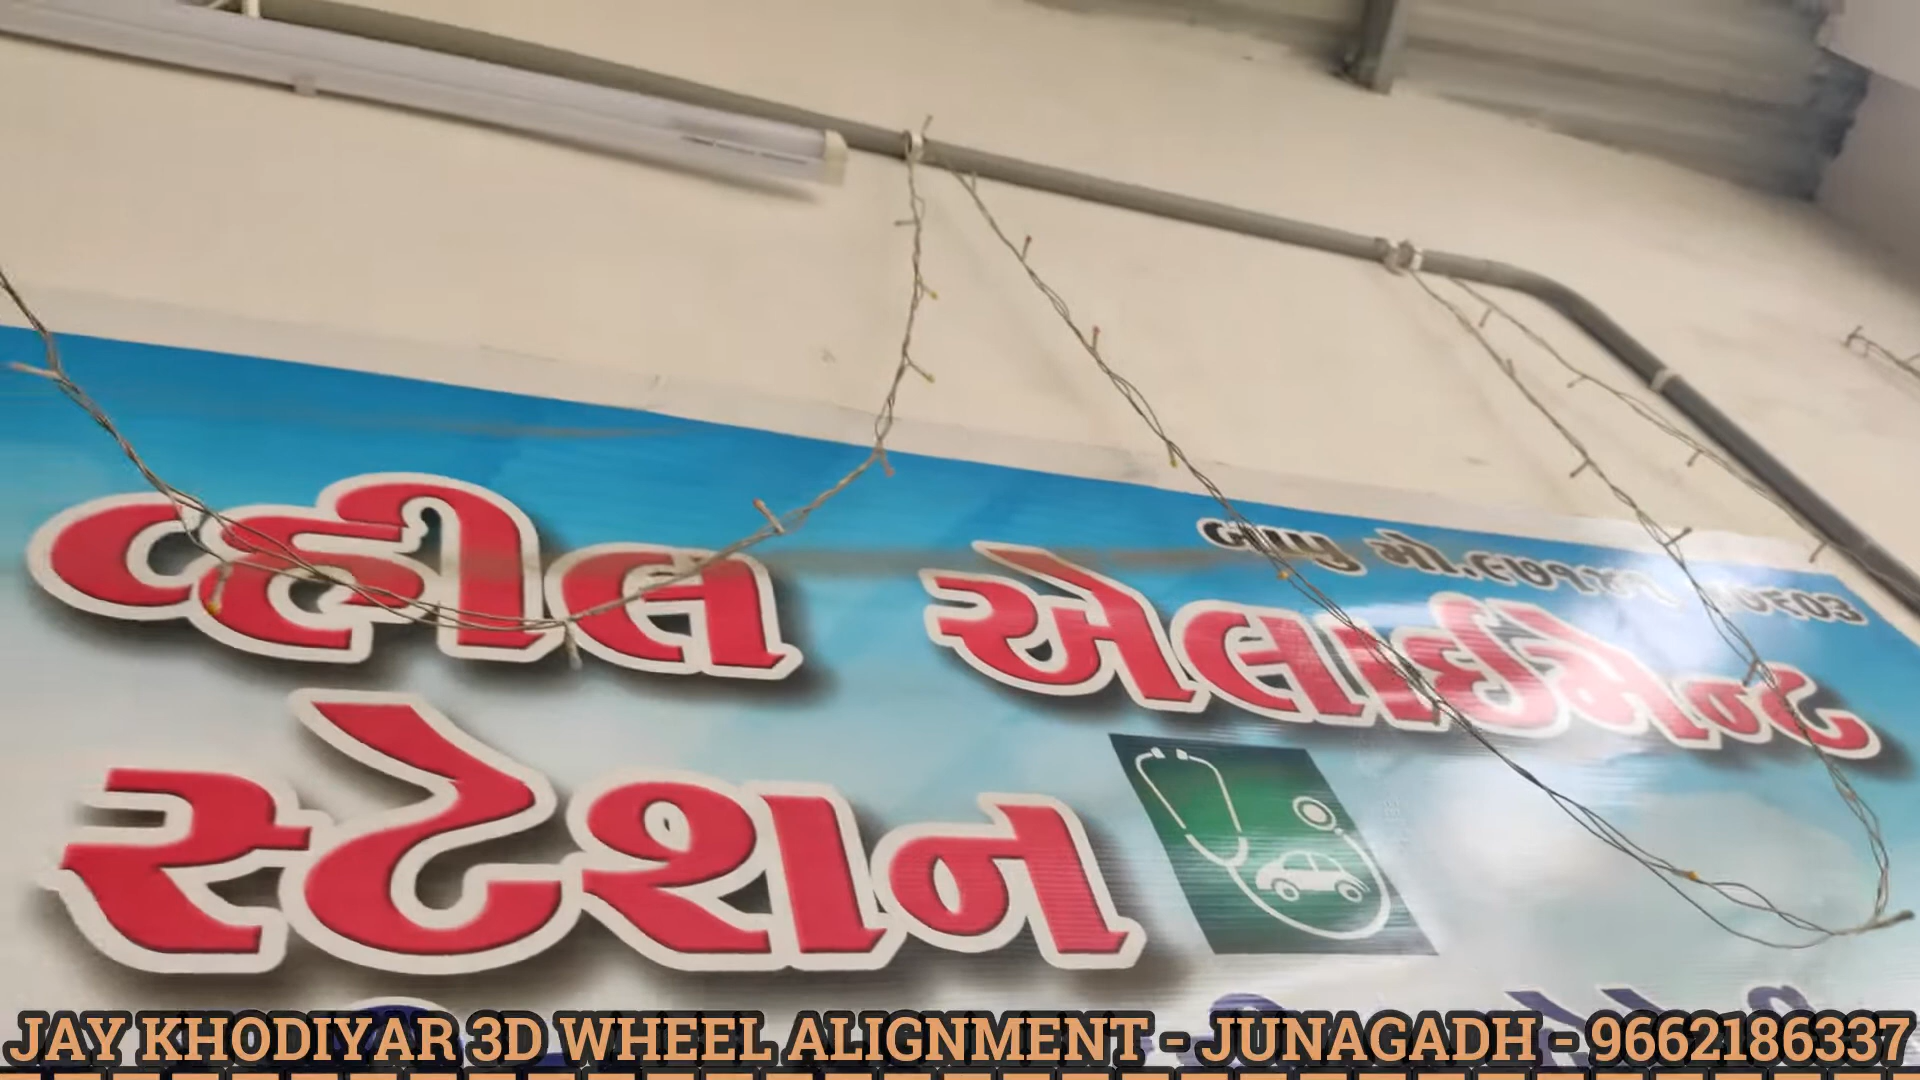 બાપુ મો.
વ્હીલ એલાઈમેન્ટ
સ્ટેશન
JAY KHODIYAR 3D WHEEL ALIGNMENT - JUNAGADH - 9662186337